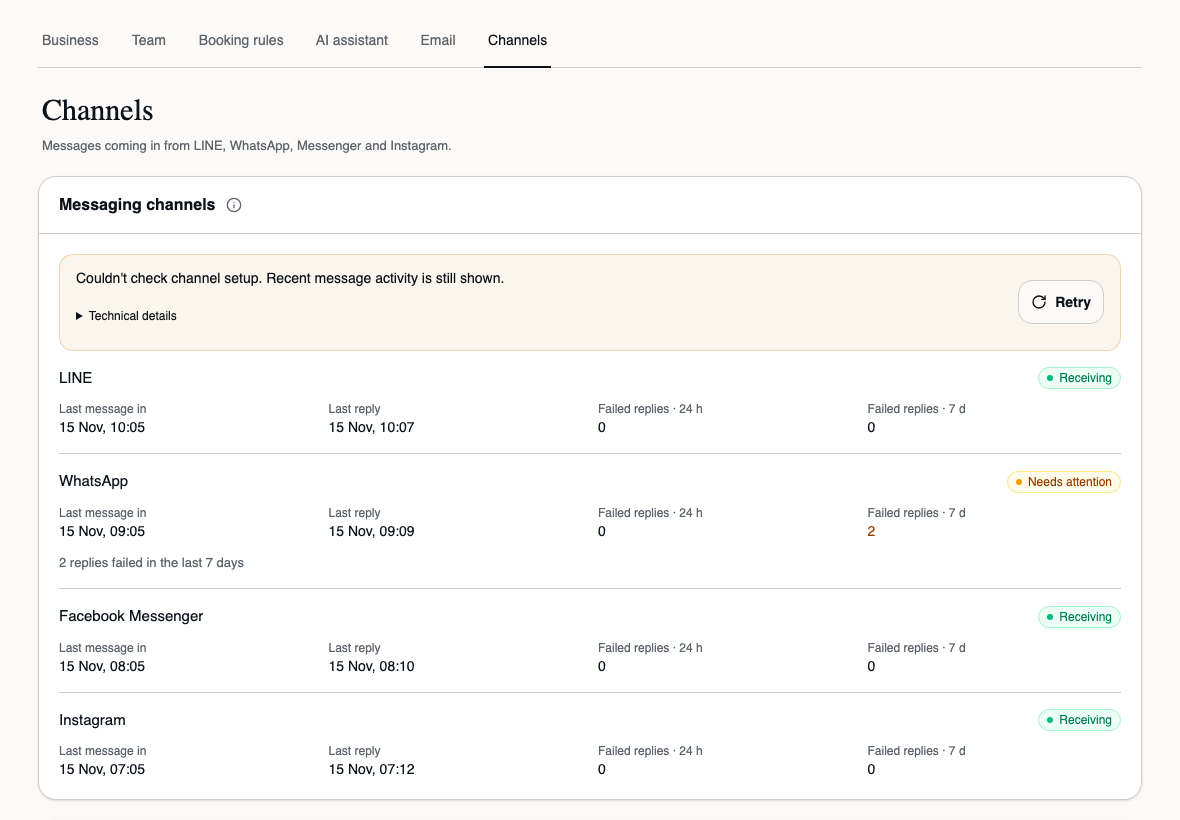 Business Team Booking rules AI assistant Email Channels
Channels
Messages coming in from LINE, WhatsApp, Messenger and Instagram.
Messaging channels
Couldn't check channel setup. Recent message activity is still shown.
Technical details
Retry
LINE Receiving
Last message in Last reply Failed replies · 24 h Failed replies · 7 d
15 Nov, 10:05 15 Nov, 10:07 0 0
WhatsApp Needs attention
Last message in Last reply Failed replies · 24 h Failed replies · 7 d
15 Nov, 09:05 15 Nov, 09:09 0 2
2 replies failed in the last 7 days
Facebook Messenger Receiving
Last message in Last reply Failed replies · 24 h Failed replies · 7 d
15 Nov, 08:05 15 Nov, 08:10 0 0
Instagram Receiving
Last message in Last reply Failed replies · 24 h Failed replies · 7 d
15 Nov, 07:05 15 Nov, 07:12 0 0